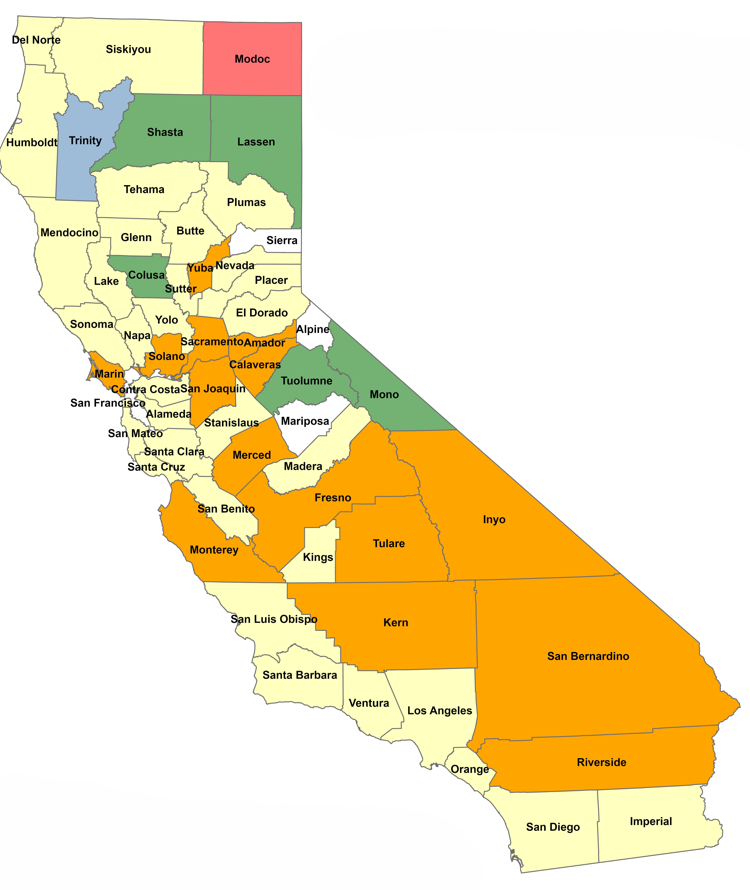 Del Norte
Siskiyou
Modoc
Humboldt
Trinity
Shasta
Lassen
Tehama
Plumas
Mendocino
Glenn
Butte
Sierra
Lake
Colusa
Sutter
Yuba
Nevada
Placer
Sonoma
Napa
Yolo
El Dorado
Alpine
Solano
Sacramento
Amador
Marin
Calaveras
Contra Costa
San Joaquin
Tuolumne
Mono
San Francisco
Alameda
Stanislaus
Mariposa
San Mateo
Santa Clara
Santa Cruz
Merced
Madera
San Benito
Fresno
Inyo
Monterey
Kings
Tulare
San Luis Obispo
Kern
San Bernardino
Santa Barbara
Ventura
Los Angeles
Orange
Riverside
San Diego
Imperial